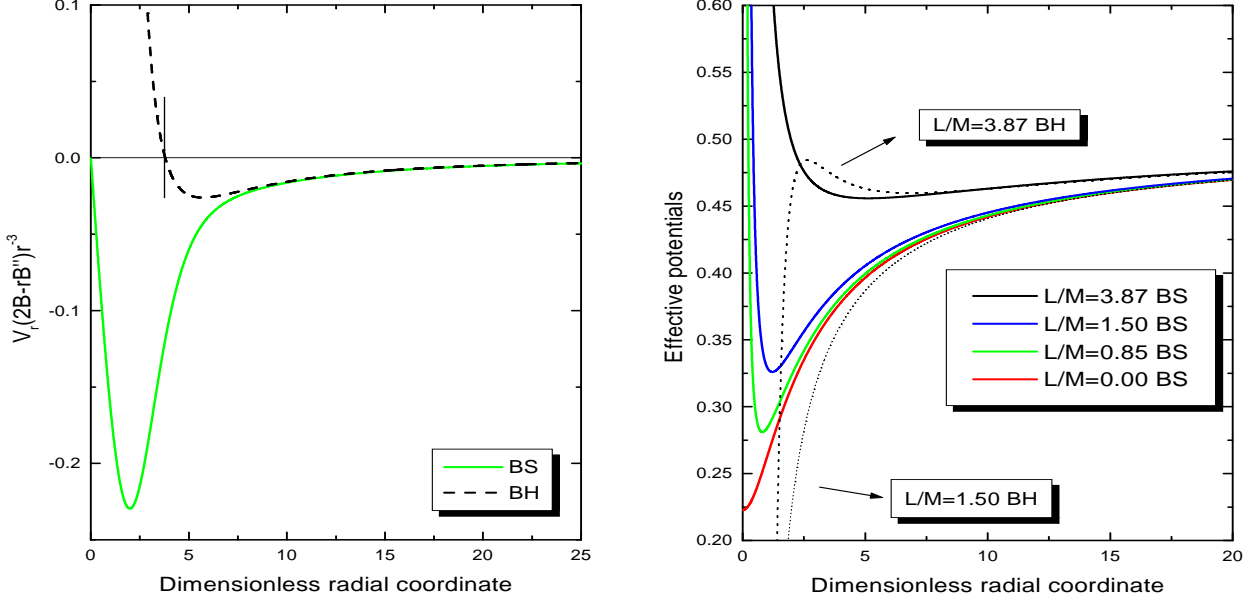 0.1
0.0
-0.1
-0.2
V_r(2B-rB'')r^-3
BS
BH
0 5 10 15 20 25
Dimensionless radial coordinate
0.60
0.55
0.50
0.45
0.40
0.35
0.30
0.25
0.20
Effective potentials
L/M=3.87 BH
L/M=3.87 BS
L/M=1.50 BS
L/M=0.85 BS
L/M=0.00 BS
L/M=1.50 BH
0 5 10 15 20
Dimensionless radial coordinate